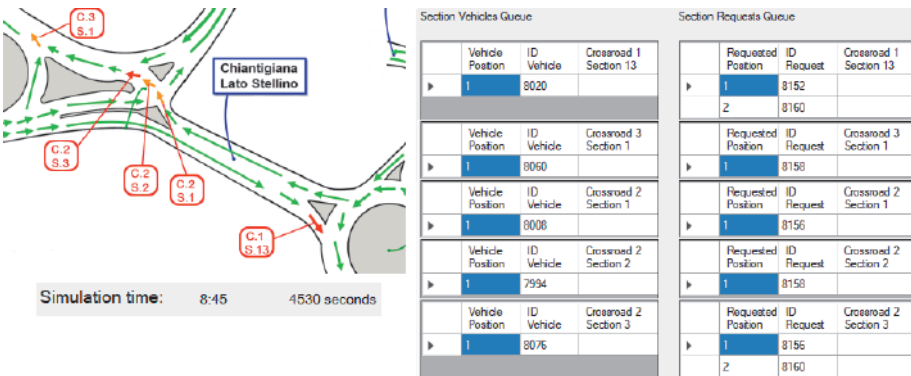 C.3
S.1
Chiantigiana
Lato Stellino
C.2
S.3
C.2
S.2
C.2
S.1
C.1
S.13
Simulation time: 8:45 4530 seconds
Section Vehicles Queue
Vehicle Position ID Vehicle Crossroad 1 Section 13
1 8020
Vehicle Position ID Vehicle Crossroad 3 Section 1
1 8060
Vehicle Position ID Vehicle Crossroad 2 Section 1
1 8008
Vehicle Position ID Vehicle Crossroad 2 Section 2
1 7994
Vehicle Position ID Vehicle Crossroad 2 Section 3
1 8076
Section Requests Queue
Requested Position ID Request Crossroad 1 Section 13
1 8152
2 8160
Requested Position ID Request Crossroad 3 Section 1
1 8158
Requested Position ID Request Crossroad 2 Section 1
1 8156
Requested Position ID Request Crossroad 2 Section 2
1 8158
Requested Position ID Request Crossroad 2 Section 3
1 8156
2 8160